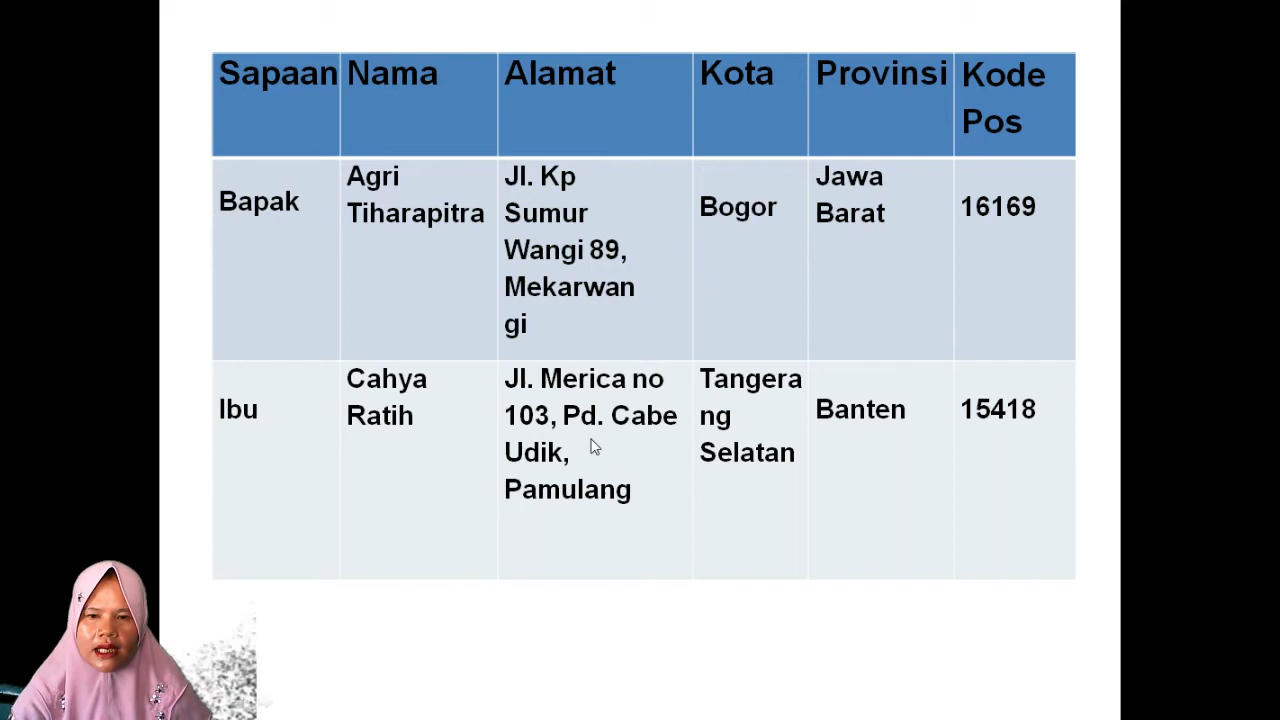 Sapaan Nama Alamat Kota Provinsi Kode
Pos
Bapak
Agri
Tiharapitra
Jl. Kp
Sumur
Wangi 89,
Mekarwan
gi
Bogor
Jawa
Barat
16169
Ibu
Cahya
Ratih
Jl. Merica no
103, Pd. Cabe
Udik,
Pamulang
Tangera
ng
Selatan
Banten
15418